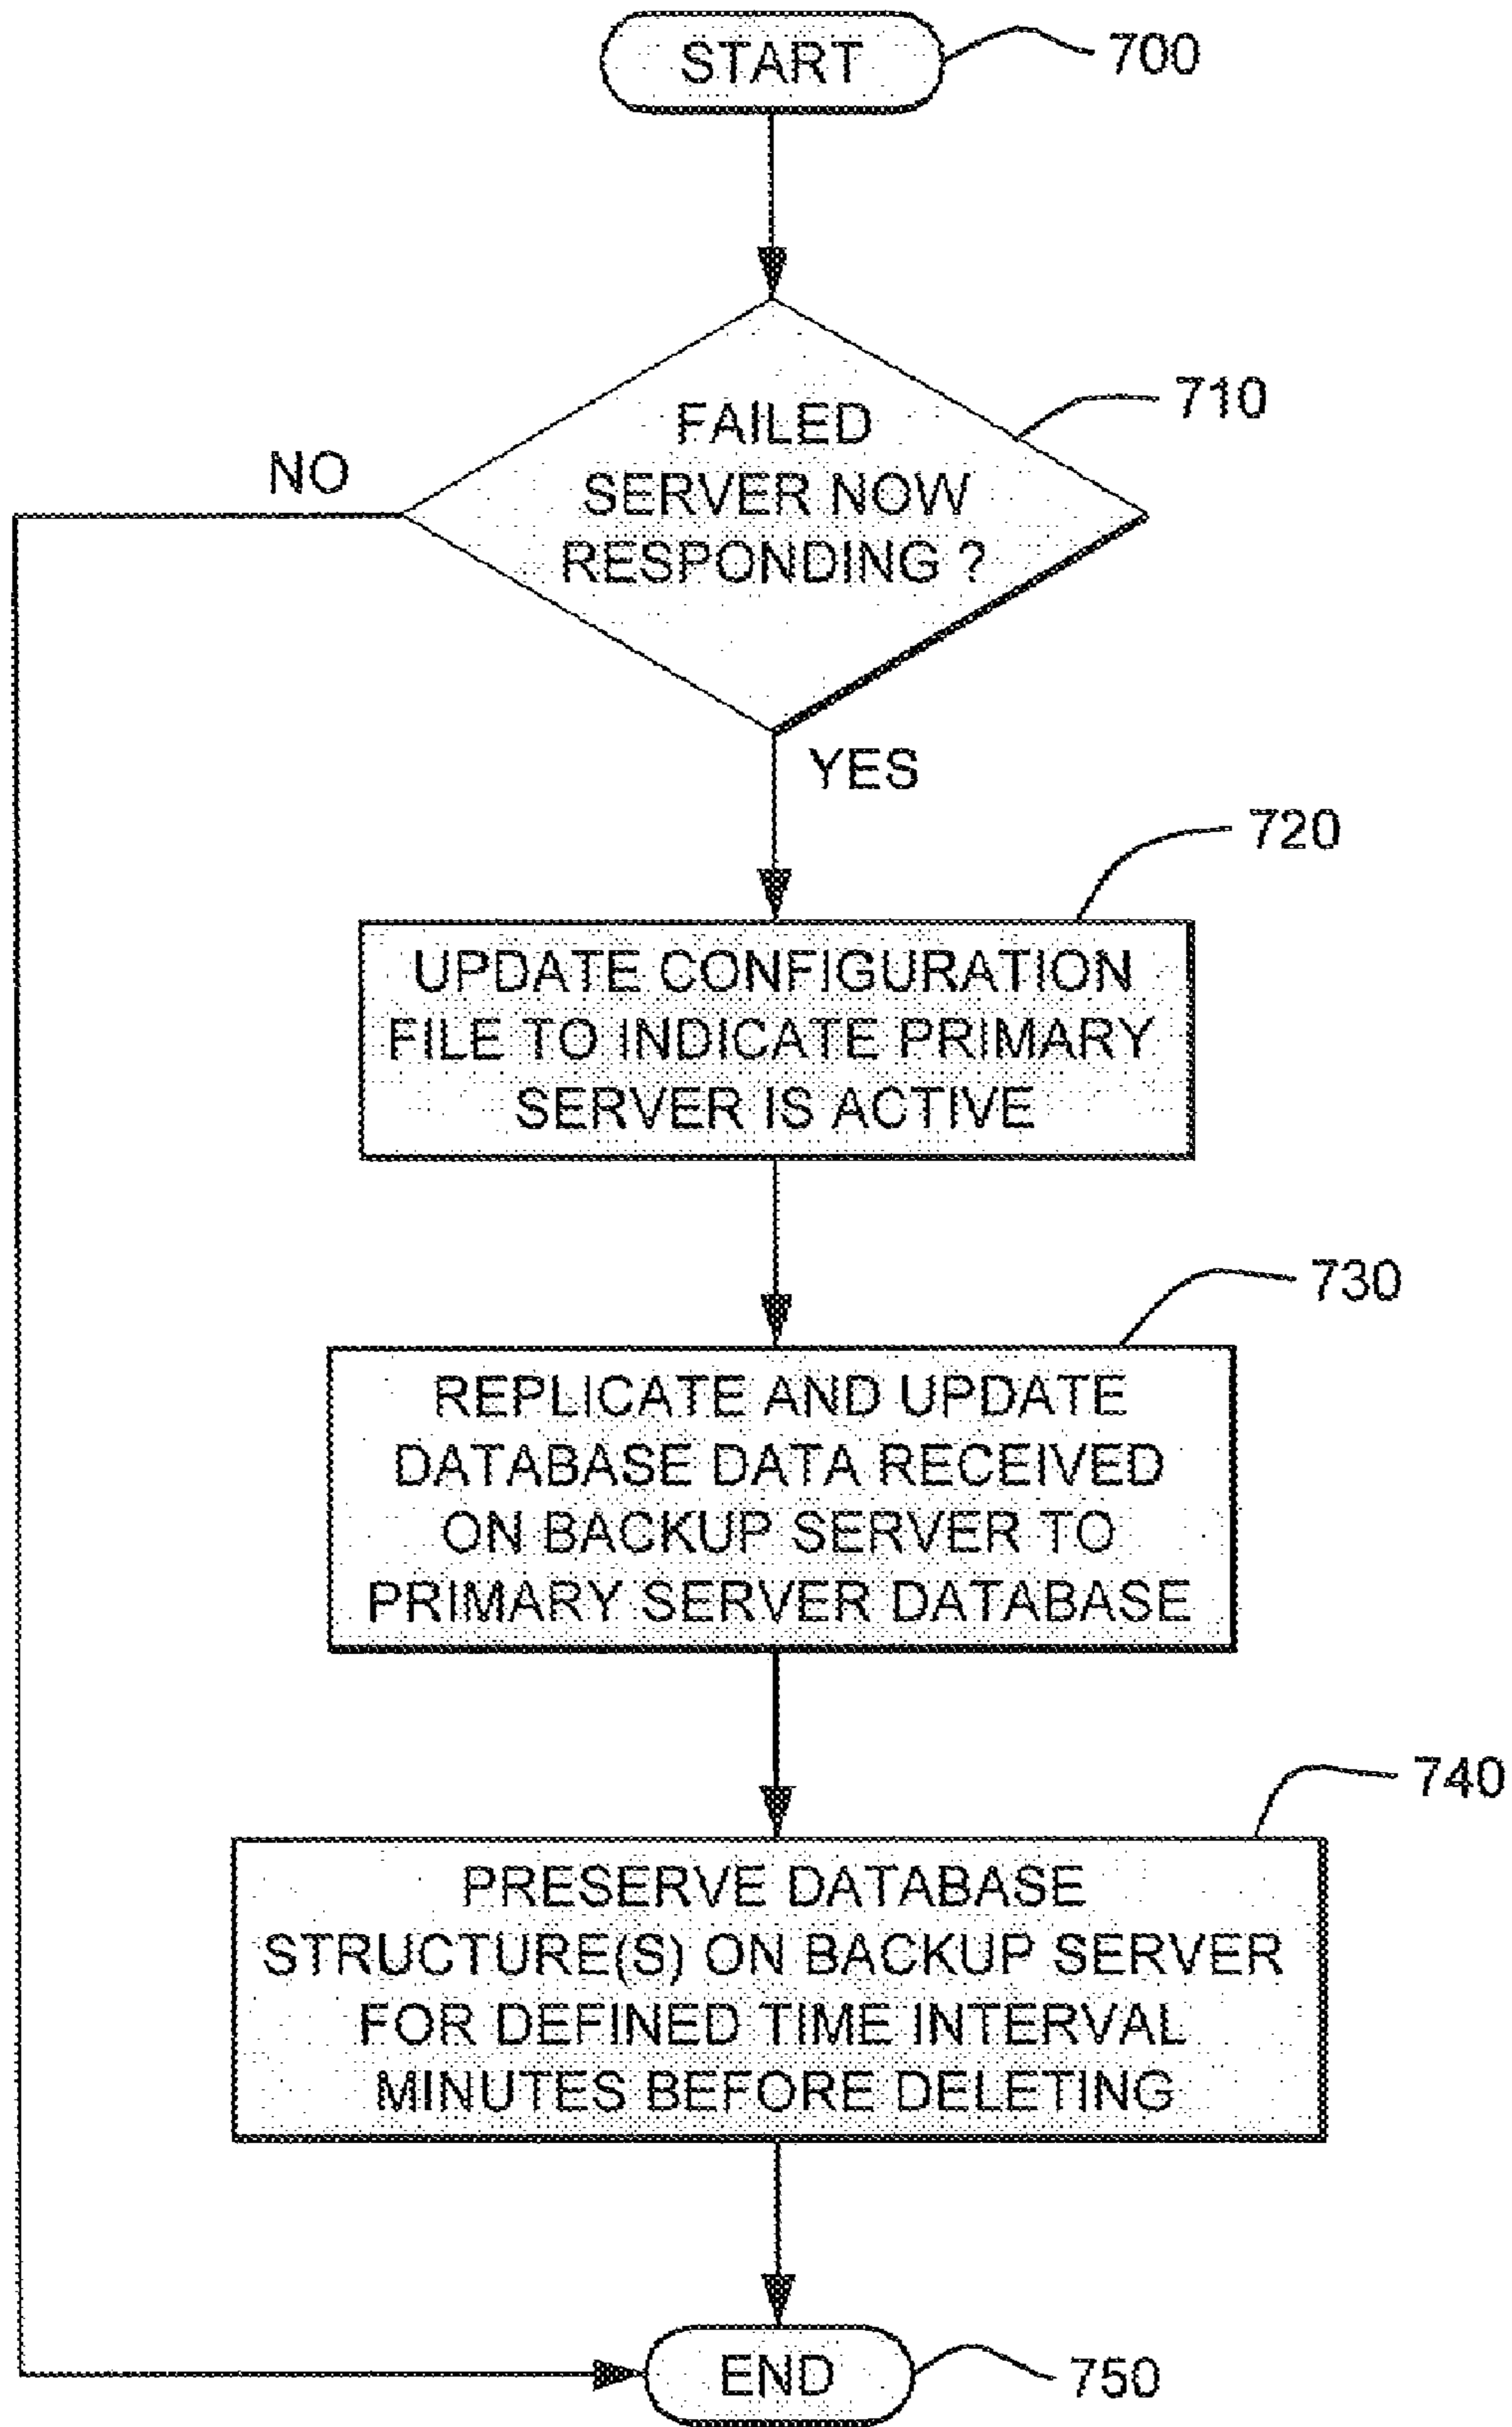 START
700
FAILED
SERVER NOW
RESPONDING ?
710
NO
YES
720
UPDATE CONFIGURATION
FILE TO INDICATE PRIMARY
SERVER IS ACTIVE
730
REPLICATE AND UPDATE
DATABASE DATA RECEIVED
ON BACKUP SERVER TO
PRIMARY SERVER DATABASE
740
PRESERVE DATABASE
STRUCTURE(S) ON BACKUP SERVER
FOR DEFINED TIME INTERVAL
MINUTES BEFORE DELETING
END
750